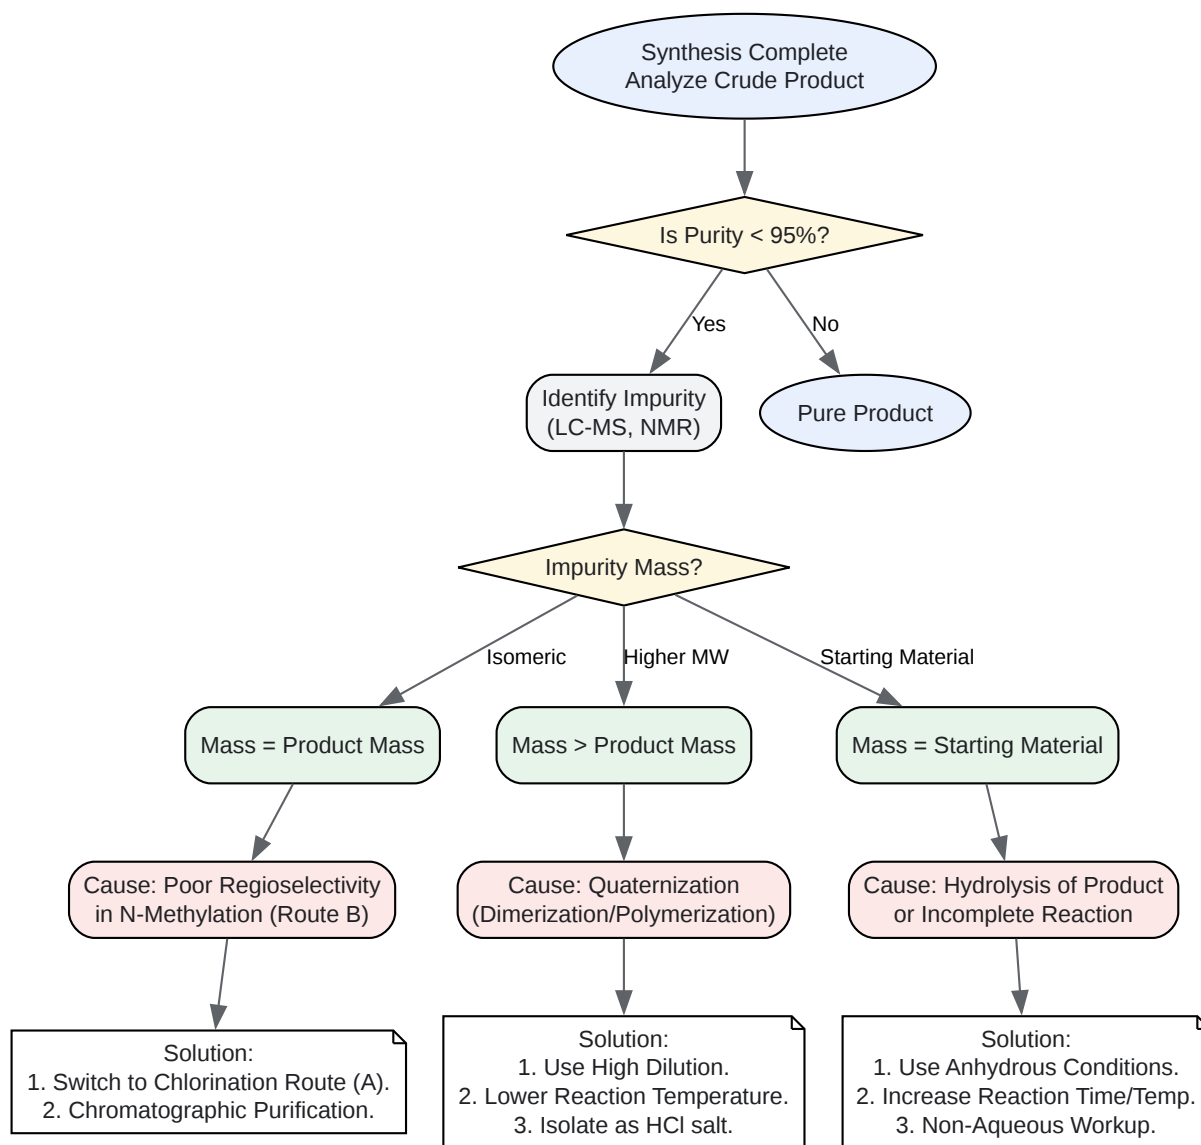 Synthesis Complete
Analyze Crude Product
Is Purity < 95%?
Yes
No
Identify Impurity
(LC-MS, NMR)
Pure Product
Impurity Mass?
Isomeric
Higher MW
Starting Material
Mass = Product Mass
Mass > Product Mass
Mass = Starting Material
Cause: Poor Regioselectivity
in N-Methylation (Route B)
Cause: Quaternization
(Dimerization/Polymerization)
Cause: Hydrolysis of Product
or Incomplete Reaction
Solution:
1. Switch to Chlorination Route (A).
2. Chromatographic Purification.
Solution:
1. Use High Dilution.
2. Lower Reaction Temperature.
3. Isolate as HCl salt.
Solution:
1. Use Anhydrous Conditions.
2. Increase Reaction Time/Temp.
3. Non-Aqueous Workup.